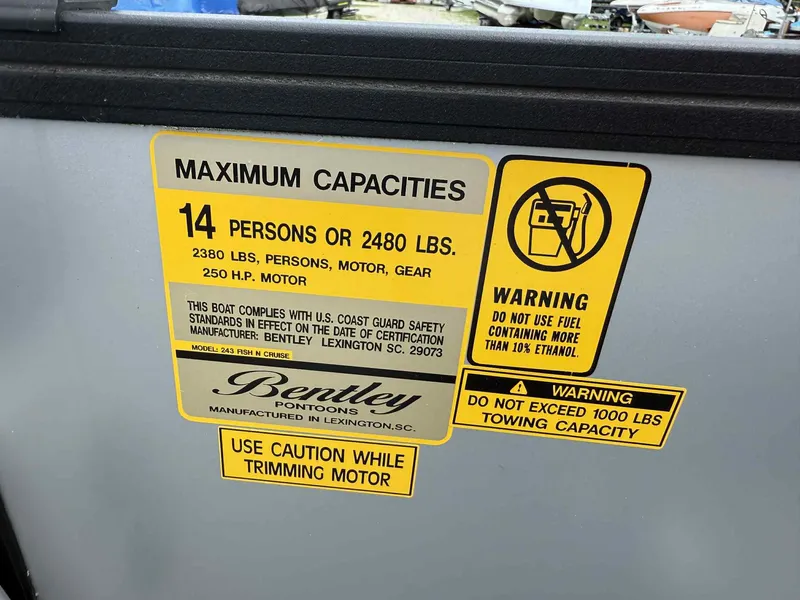 MAXIMUM CAPACITIES
14 PERSONS OR 2480 LBS.
2380 LBS, PERSONS, MOTOR, GEAR
250 H.P. MOTOR
THIS BOAT COMPLIES WITH U.S. COAST GUARD SAFETY
STANDARDS IN EFFECT ON THE DATE OF CERTIFICATION
MANUFACTURER: BENTLEY LEXINGTON SC. 29073
MODEL: 243 FISH N CRUISE
Bentley
PONTOONS
MANUFACTURED IN LEXINGTON,SC.
USE CAUTION WHILE
TRIMMING MOTOR
WARNING
DO NOT USE FUEL
CONTAINING MORE
THAN 10% ETHANOL.
WARNING
DO NOT EXCEED 1000 LBS
TOWING CAPACITY